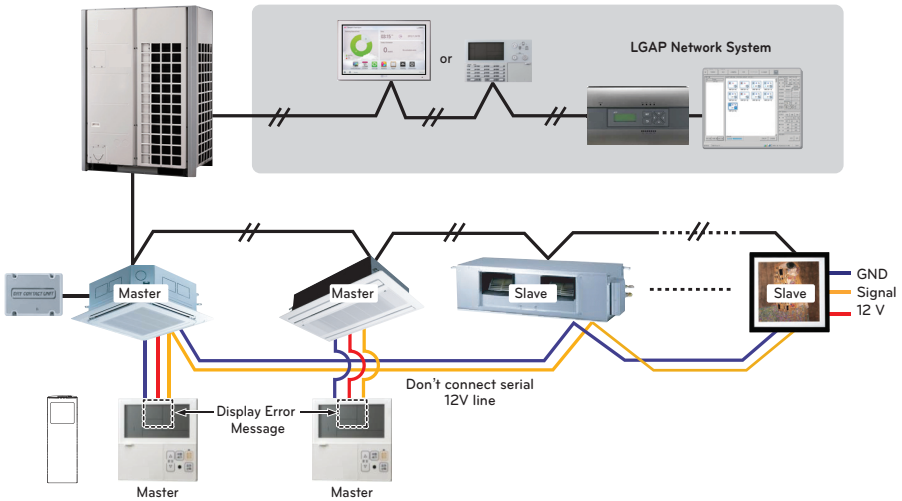 or
LGAP Network System
Master
Master
Slave
Slave
GND
Signal
12 V
Don't connect serial
12V line
Display Error
Message
Master
Master